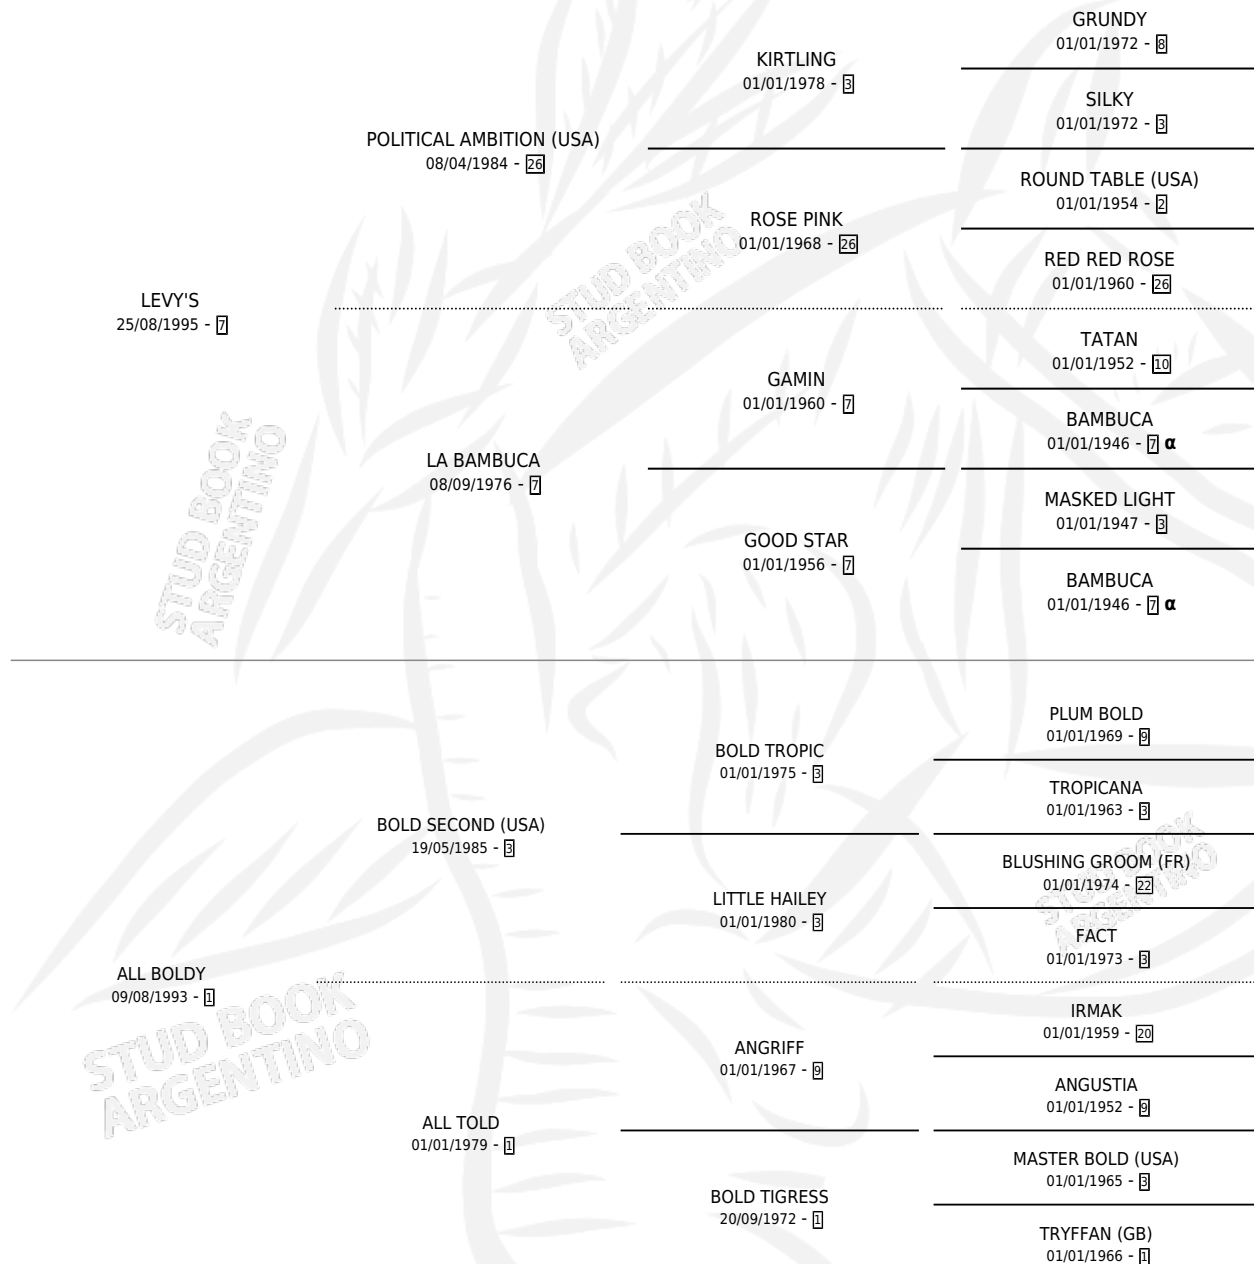 GRUNDY
01/01/1972 - 8
KIRTLING
01/01/1978 - 3
SILKY
01/01/1972 - 3
POLITICAL AMBITION (USA)
08/04/1984 - 26
ROUND TABLE (USA)
01/01/1954 - 2
ROSE PINK
01/01/1968 - 26
RED RED ROSE
01/01/1960 - 26
LEVY'S
25/08/1995 - 7
TATAN
01/01/1952 - 10
GAMIN
01/01/1960 - 7
BAMBUCA
01/01/1946 - 7 α
LA BAMBUCA
08/09/1976 - 7
MASKED LIGHT
01/01/1947 - 3
GOOD STAR
01/01/1956 - 7
BAMBUCA
01/01/1946 - 7 α
STUD BOOK
ARGENTINO
STUD BOOK
ARGENTINO
PLUM BOLD
01/01/1969 - 9
BOLD TROPIC
01/01/1975 - 3
TROPICANA
01/01/1963 - 3
BOLD SECOND (USA)
19/05/1985 - 3
BLUSHING GROOM (FR)
01/01/1974 - 22
LITTLE HAILEY
01/01/1980 - 3
FACT
01/01/1973 - 3
ALL BOLDY
09/08/1993 - 1
IRMAK
01/01/1959 - 20
ANGRIFF
01/01/1967 - 9
ANGUSTIA
01/01/1952 - 9
ALL TOLD
01/01/1979 - 1
MASTER BOLD (USA)
01/01/1965 - 3
BOLD TIGRESS
20/09/1972 - 1
TRYFFAN (GB)
01/01/1966 - 1
STUD BOOK
ARGENTINO
STUD BOOK
ARGENTINO